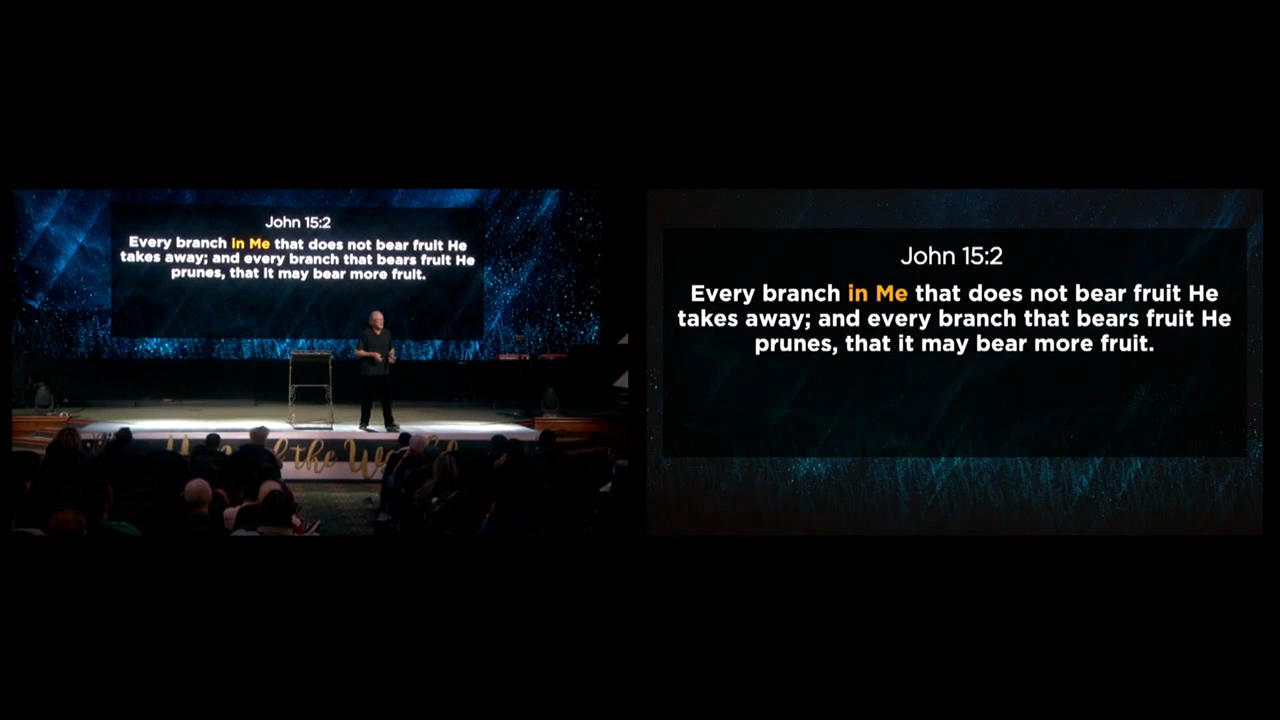 John 15:2
Every branch in Me that does not bear fruit He
takes away; and every branch that bears fruit He
prunes, that it may bear more fruit.
the
John 15:2
Every branch in Me that does not bear fruit He
takes away; and every branch that bears fruit He
prunes, that it may bear more fruit.